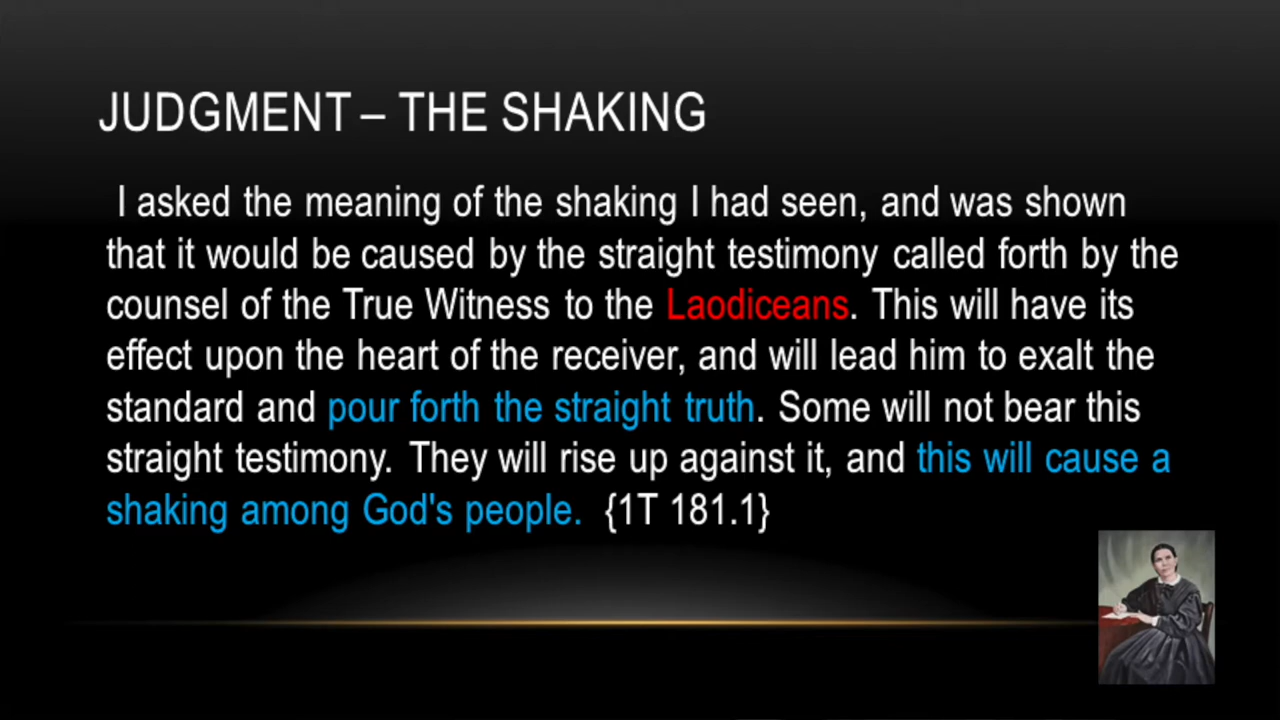 JUDGMENT – THE SHAKING
I asked the meaning of the shaking I had seen, and was shown
that it would be caused by the straight testimony called forth by the
counsel of the True Witness to the Laodiceans. This will have its
effect upon the heart of the receiver, and will lead him to exalt the
standard and pour forth the straight truth. Some will not bear this
straight testimony. They will rise up against it, and this will cause a
shaking among God's people. {1T 181.1}